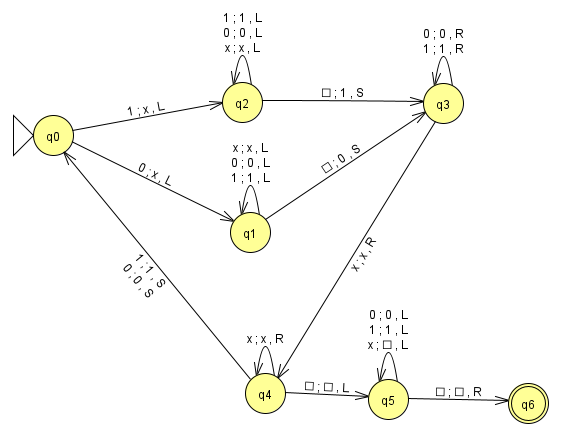 1 ; 1 , L
0 ; 0 , L
x ; x , L
0 ; 0 , R
1 ; 1 , R
q2
□ ; 1 , S
q3
1 ; x , L
q0
x ; x , L
0 ; 0 , L
1 ; 1 , L
0 ; x , L
□ ; 0 , S
q1
x ; x , R
1 ; 1 , S
0 ; 0 , S
0 ; 0 , L
1 ; 1 , L
x ; □ , L
x ; x , R
q4
□ ; □ , L
q5
□ ; □ , R
q6